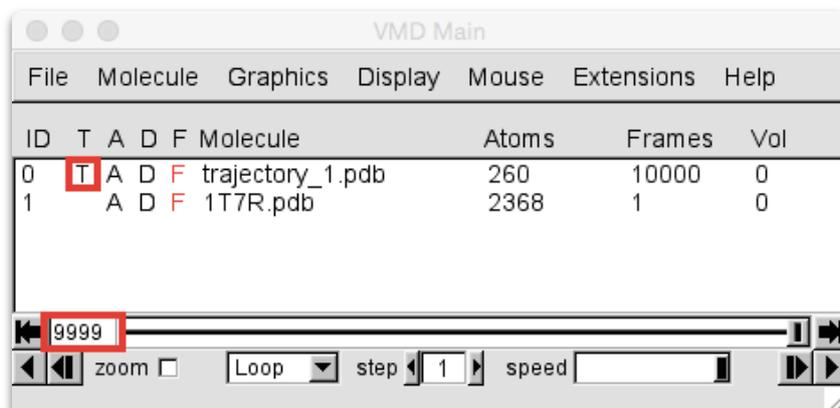 VMD Main
File Molecule Graphics Display Mouse Extensions Help
ID T A D F Molecule Atoms Frames Vol
0 T A D F trajectory_1.pdb 260 10000 0
1 A D F 1T7R.pdb 2368 1 0
9999
zoom Loop step 1 speed